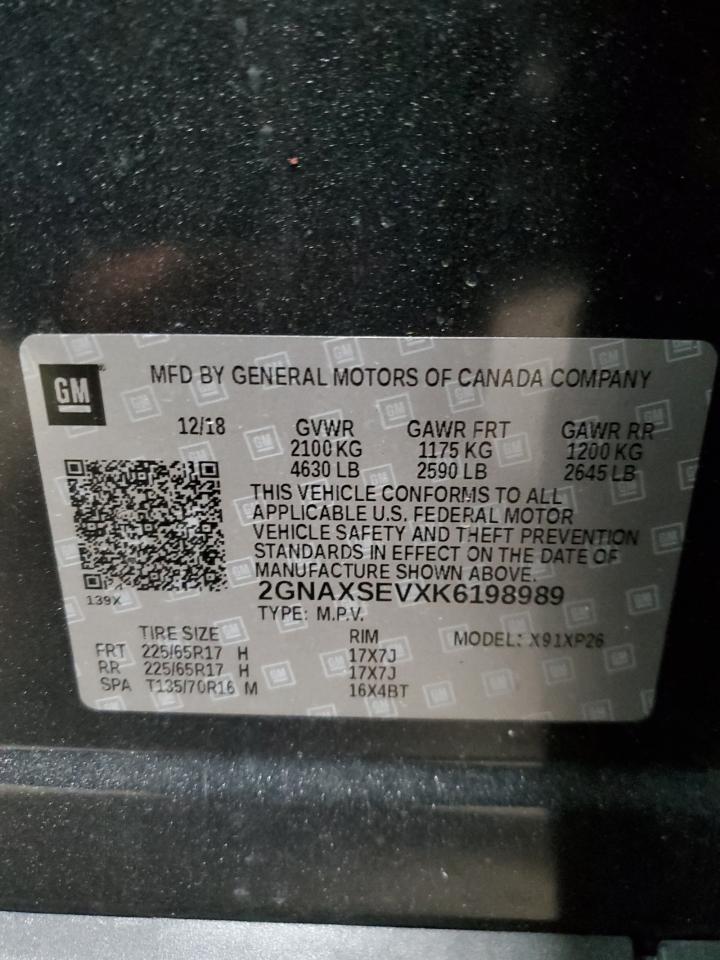 GM
MFD BY GENERAL MOTORS OF CANADA COMPANY
12/18 GVWR GAWR FRT GAWR RR
2100 KG 1175 KG 1200 KG
4630 LB 2590 LB 2645 LB
THIS VEHICLE CONFORMS TO ALL
APPLICABLE U.S. FEDERAL MOTOR
VEHICLE SAFETY AND THEFT PREVENTION
STANDARDS IN EFFECT ON THE DATE OF
MANUFACTURE SHOWN ABOVE.
139X
2GNAXSEVXK6198989
TYPE: M.P.V.
TIRE SIZE RIM MODEL: X91XP26
FRT 225/65R17 H 17X7J
RR 225/65R17 H 17X7J
SPA T135/70R16 M 16X4BT